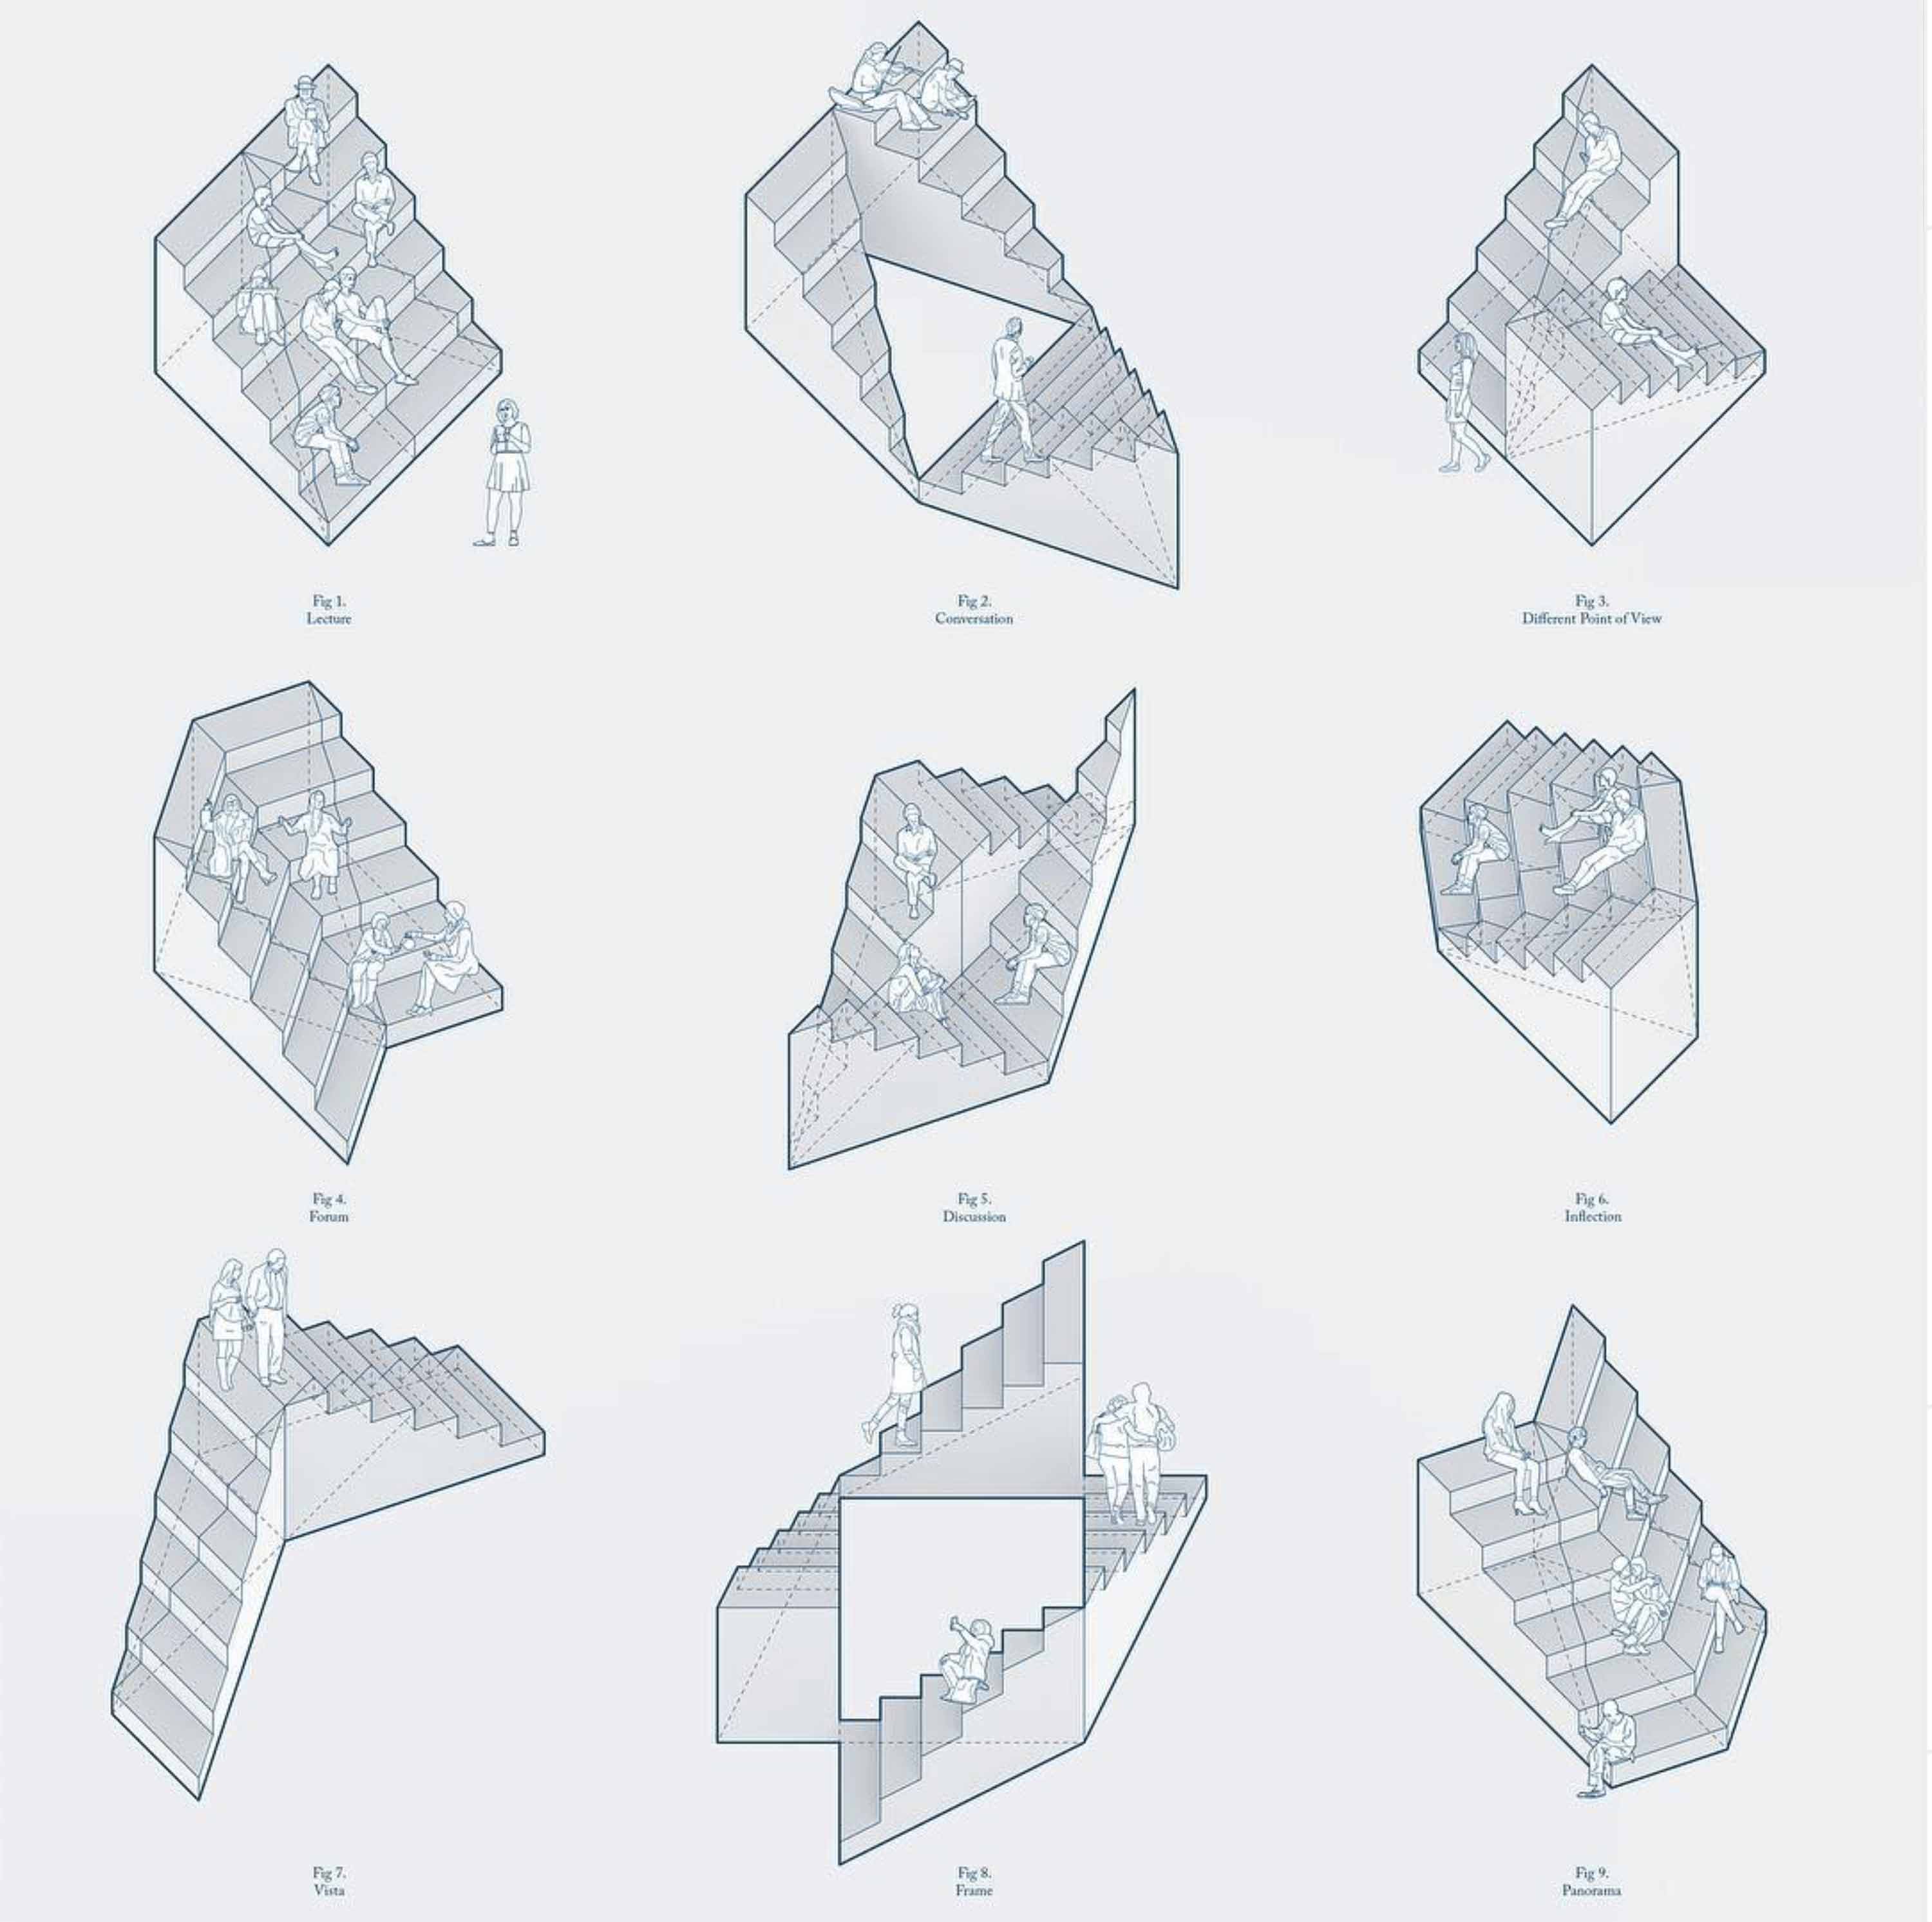 Fig 1.
Lecture
Fig 2.
Conversation
Fig 3.
Different Point of View
Fig 4.
Forum
Fig 5.
Discussion
Fig 6.
Inflection
Fig 7.
Vista
Fig 8.
Frame
Fig 9.
Panorama